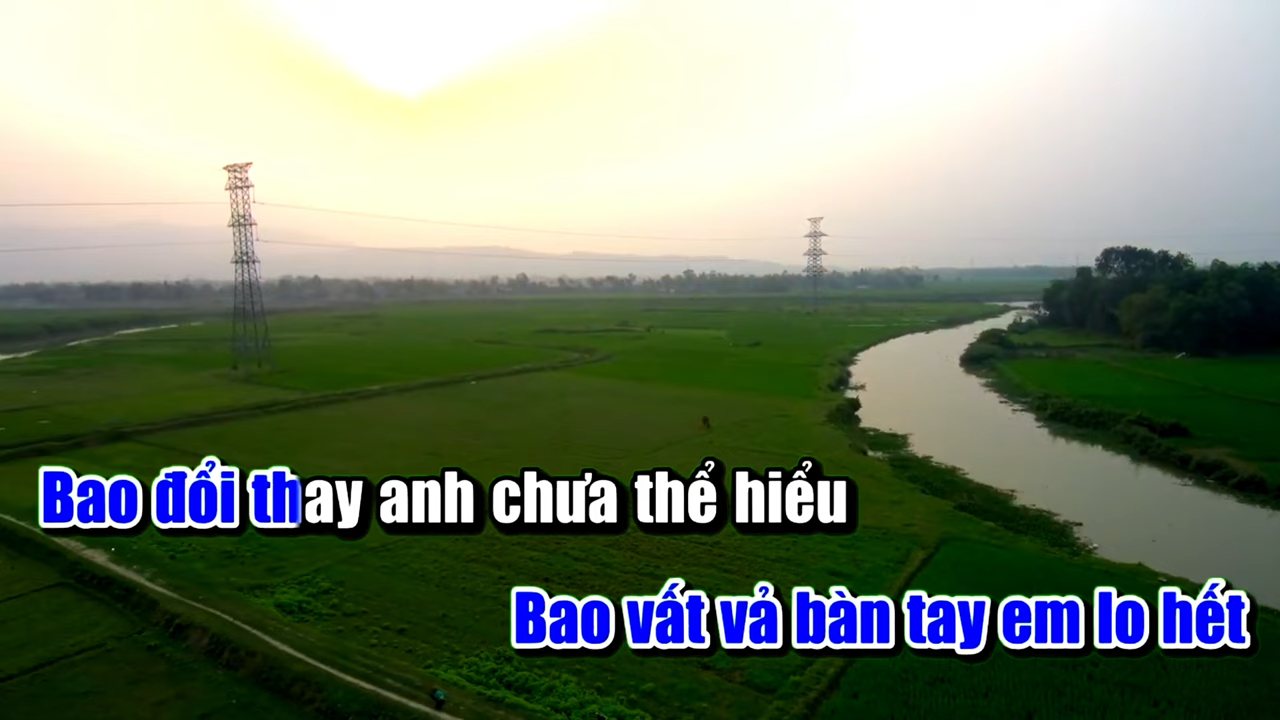 Bao đổi thay anh chưa thể hiểu
Bao vất vả bàn tay em lo hết